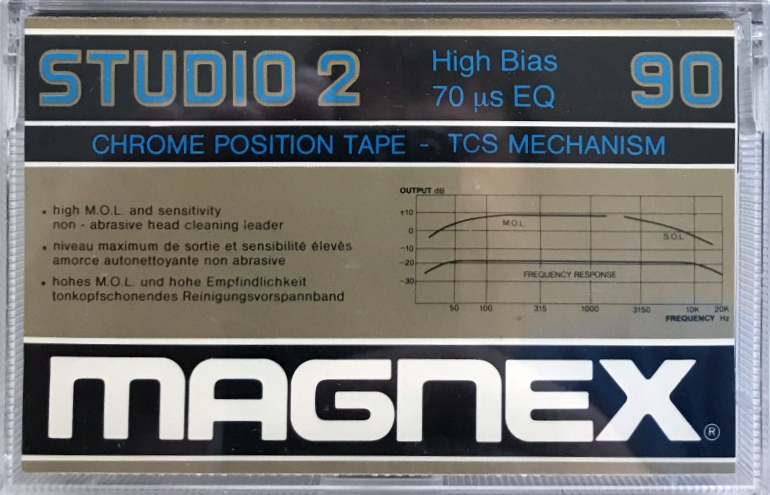 STUDIO 2
High Bias
70 µs EQ
90
CHROME POSITION TAPE - TCS MECHANISM
• high M.O.L. and sensitivity
non - abrasive head cleaning leader
• niveau maximum de sortie et sensibilité élevés
amorce autonettoyante non abrasive
• hohes M.O.L. und hohe Empfindlichkeit
tonkopfschonendes Reinigungsvorspannband
OUTPUT dB
+10
0
−10
−20
−30
M.O.L.
S.O.L.
FREQUENCY RESPONSE
50 100 315 1000 3150 10K 20K
FREQUENCY Hz
MAGNEX ®